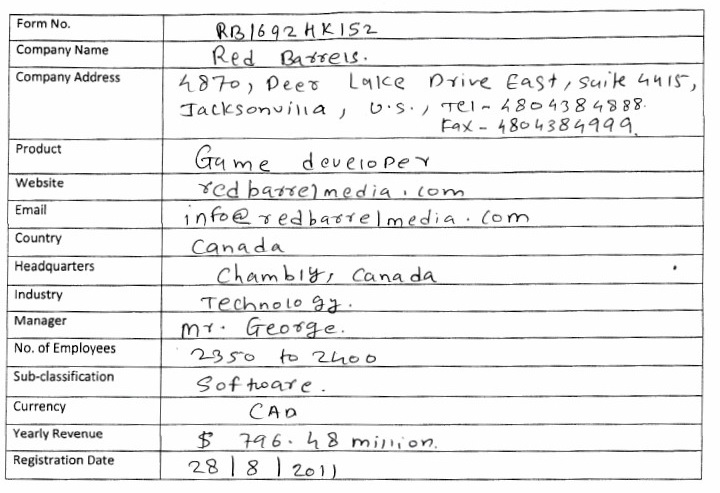 Form No. RB1692HK152
Company Name Red Barrels.
Company Address 4870, Deer Lake Drive East, Suite 4415,
Jacksonvilla, U.S., Tel - 4804384888.
Fax - 4804384999.
Product Game developer
Website redbarrelmedia.com
Email info@redbarrelmedia.com
Country Canada
Headquarters Chambly, Canada
Industry Technology.
Manager Mr. George.
No. of Employees 2350 to 2400
Sub-classification Software.
Currency CAD
Yearly Revenue $ 796.48 million.
Registration Date 28/8/2011